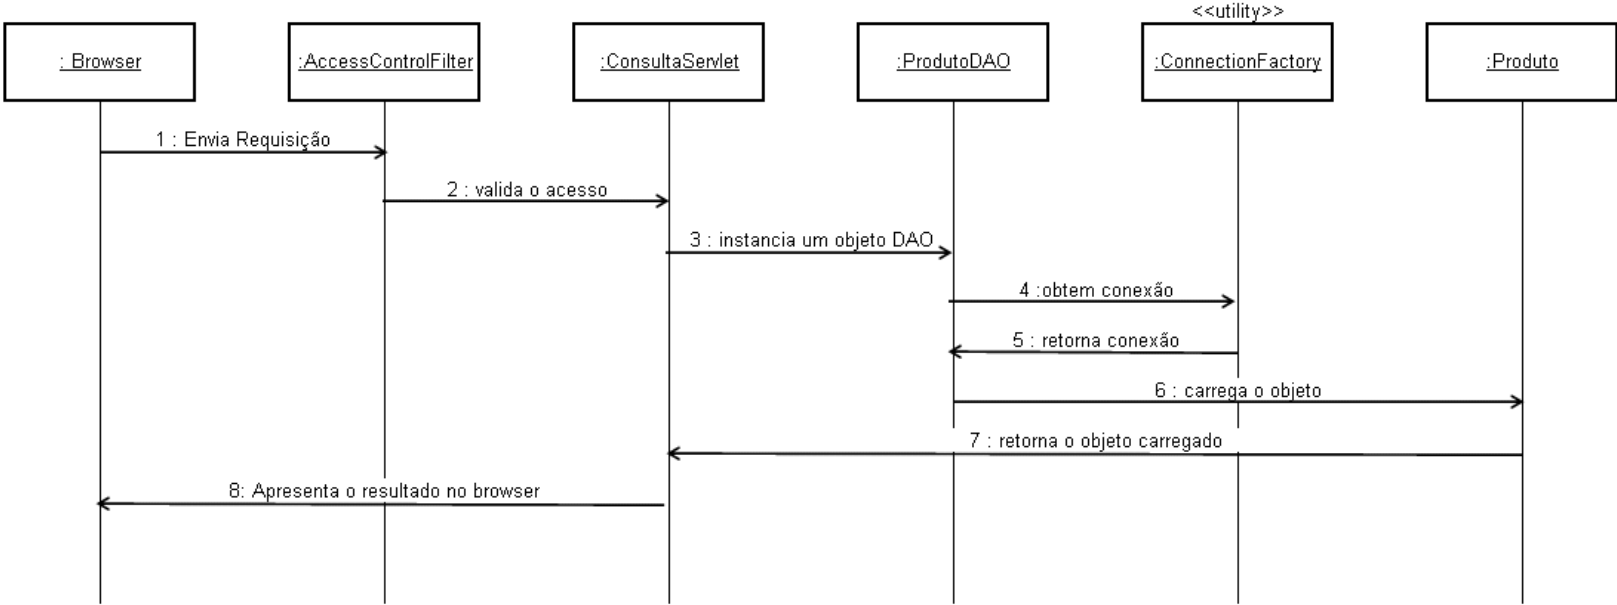 <<utility>>
: Browser
:AccessControlFilter
:ConsultaServlet
:ProdutoDAO
:ConnectionFactory
:Produto
1 : Envia Requisição
2 : valida o acesso
3 : instancia um objeto DAO
4 :obtem conexão
5 : retorna conexão
6 : carrega o objeto
7 : retorna o objeto carregado
8: Apresenta o resultado no browser